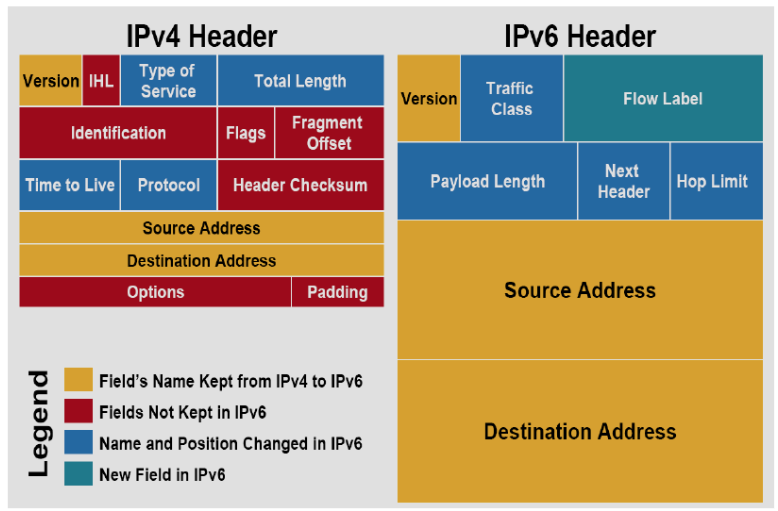 IPv4 Header
Version IHL Type of Service Total Length
Identification Flags Fragment Offset
Time to Live Protocol Header Checksum
Source Address
Destination Address
Options Padding
IPv6 Header
Version Traffic Class Flow Label
Payload Length Next Header Hop Limit
Source Address
Destination Address
Legend
Field's Name Kept from IPv4 to IPv6
Fields Not Kept in IPv6
Name and Position Changed in IPv6
New Field in IPv6